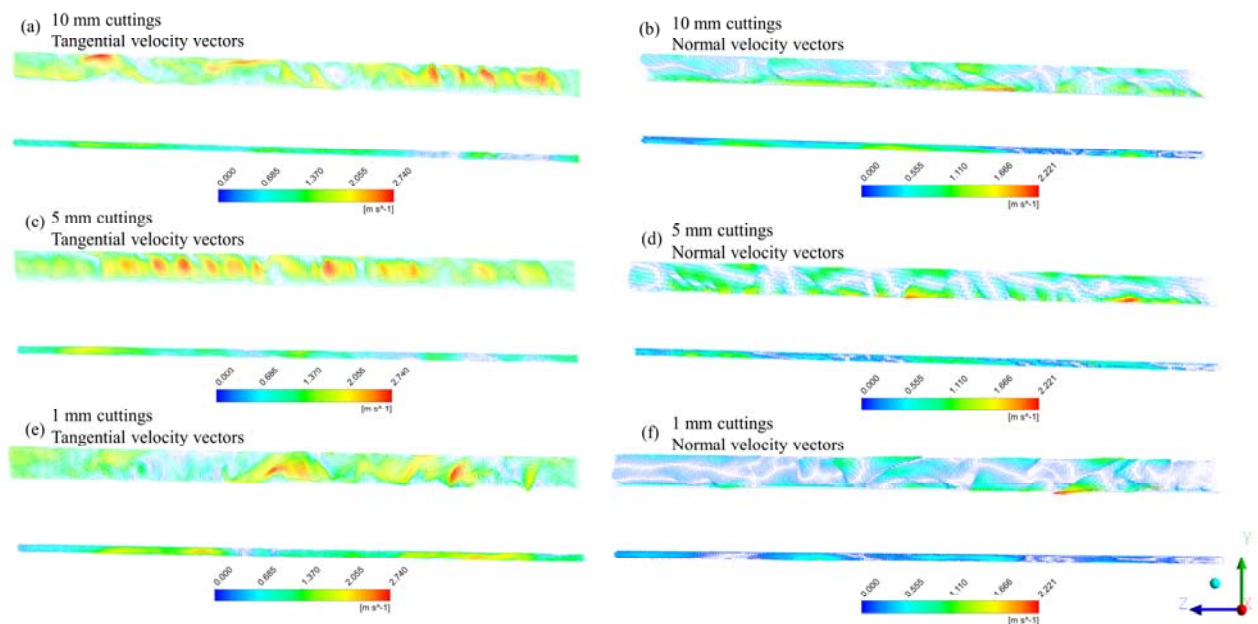 (a) 10 mm cuttings
Tangential velocity vectors
(b) 10 mm cuttings
Normal velocity vectors
0.000 0.685 1.370 2.055 2.740
[m s^-1]
0.000 0.555 1.110 1.666 2.221
[m s^-1]
(c) 5 mm cuttings
Tangential velocity vectors
(d) 5 mm cuttings
Normal velocity vectors
0.000 0.685 1.370 2.055 2.740
[m s^-1]
0.000 0.555 1.110 1.666 2.221
[m s^-1]
(e) 1 mm cuttings
Tangential velocity vectors
(f) 1 mm cuttings
Normal velocity vectors
0.000 0.685 1.370 2.055 2.740
[m s^-1]
0.000 0.555 1.110 1.666 2.221
[m s^-1]
Y
Z
X